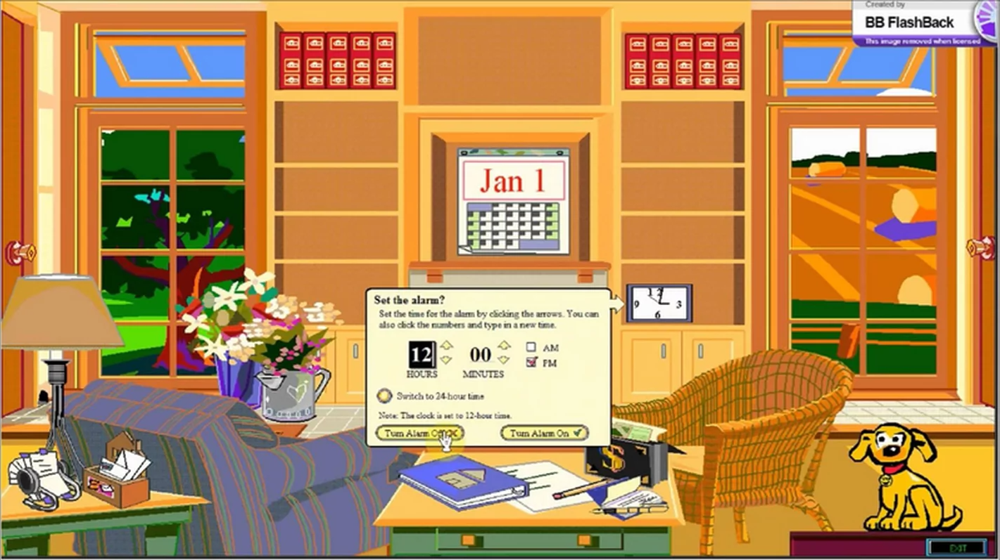 Created by
BB FlashBack
This image removed when licensed
Jan 1
Set the alarm?
Set the time for the alarm by clicking the arrows. You can
also click the numbers and type in a new time.
12 00 AM
PM
HOURS MINUTES
Switch to 24-hour time
Note: The clock is set to 12-hour time.
Turn Alarm Off Turn Alarm On
12
9 3
6
$
EXIT